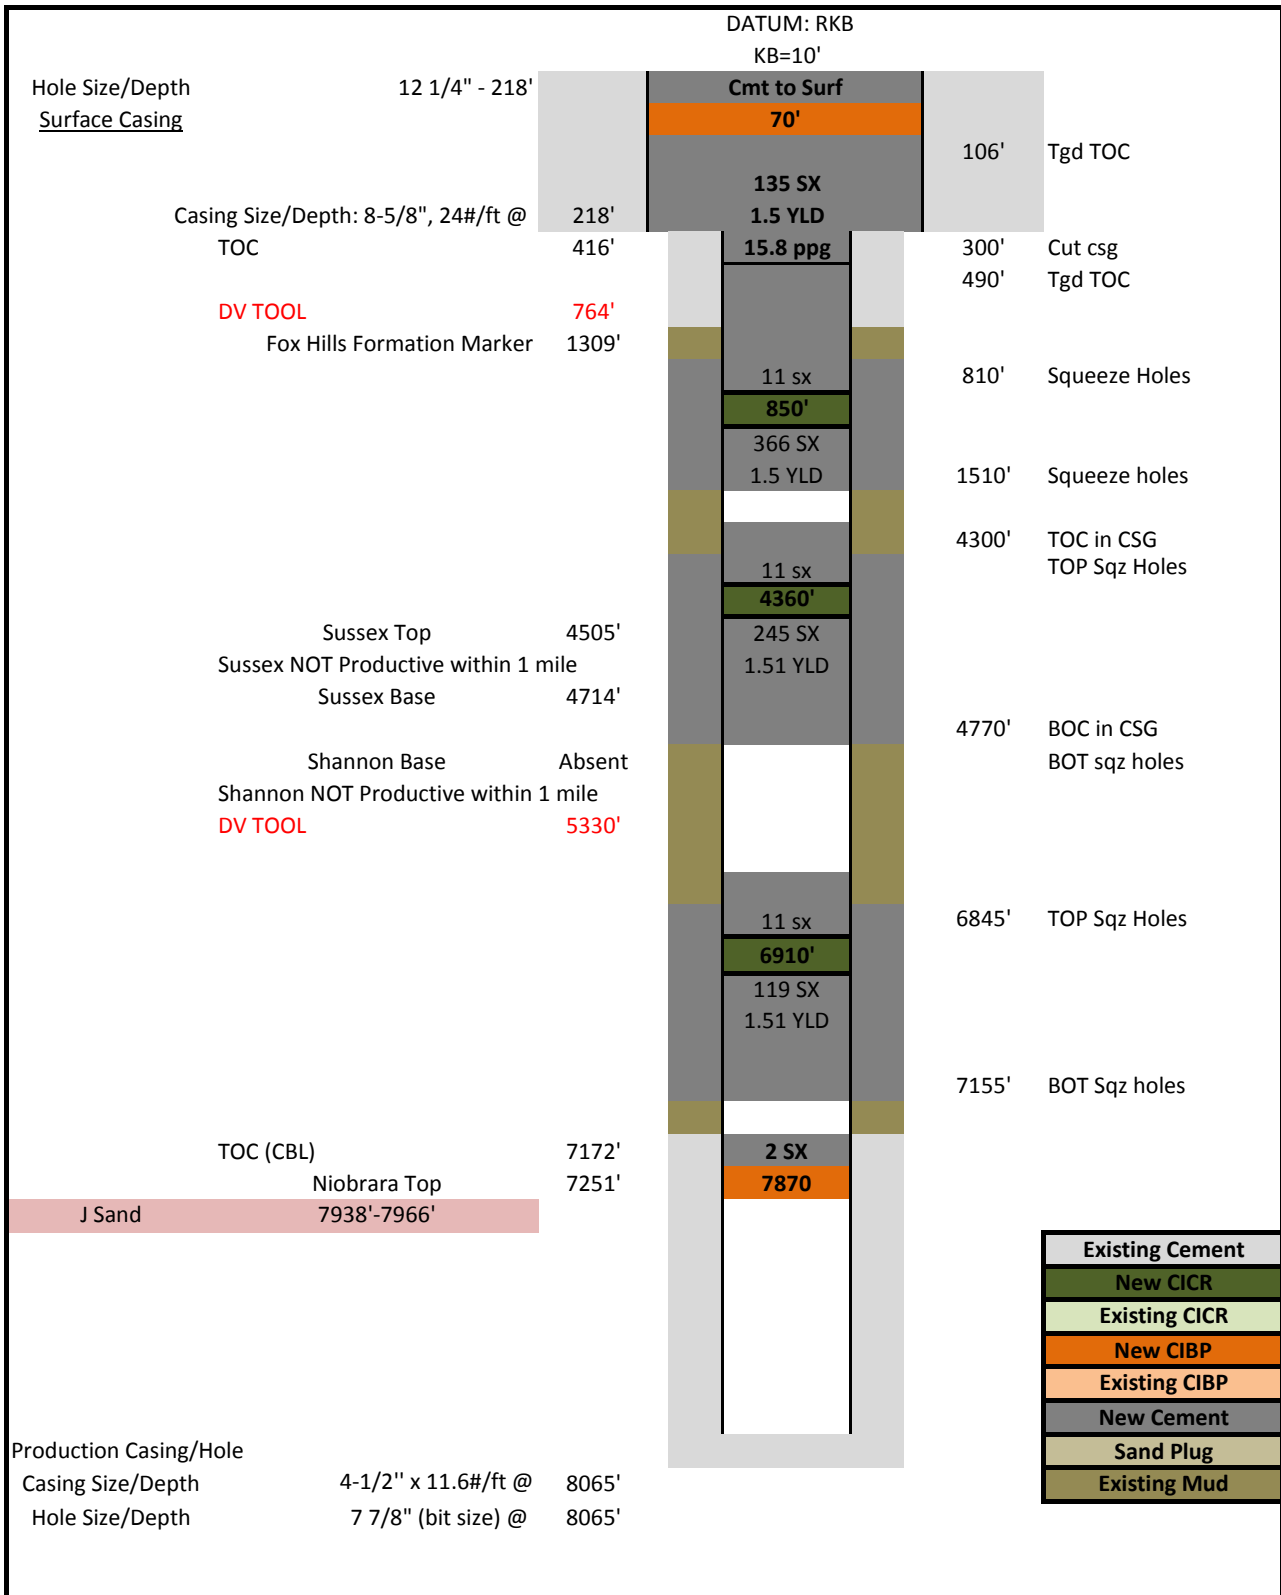 DATUM: RKB
KB=10'
Hole Size/Depth 12 1/4" - 218' Cmt to Surf
Surface Casing 70'
106' Tgd TOC
135 SX
Casing Size/Depth: 8-5/8", 24#/ft @ 218' 1.5 YLD
TOC 416' 15.8 ppg 300' Cut csg
490' Tgd TOC
DV TOOL 764'
Fox Hills Formation Marker 1309'
11 sx 810' Squeeze Holes
850'
366 SX
1.5 YLD 1510' Squeeze holes
4300' TOC in CSG
11 sx TOP Sqz Holes
4360'
Sussex Top 4505' 245 SX
Sussex NOT Productive within 1 mile 1.51 YLD
Sussex Base 4714'
4770' BOC in CSG
Shannon Base Absent BOT sqz holes
Shannon NOT Productive within 1 mile
DV TOOL 5330'
11 sx 6845' TOP Sqz Holes
6910'
119 SX
1.51 YLD
7155' BOT Sqz holes
TOC (CBL) 7172' 2 SX
Niobrara Top 7251' 7870
J Sand 7938'-7966'
Existing Cement
New CICR
Existing CICR
New CIBP
Existing CIBP
New Cement
Production Casing/Hole Sand Plug
Casing Size/Depth 4-1/2'' x 11.6#/ft @ 8065' Existing Mud
Hole Size/Depth 7 7/8" (bit size) @ 8065'